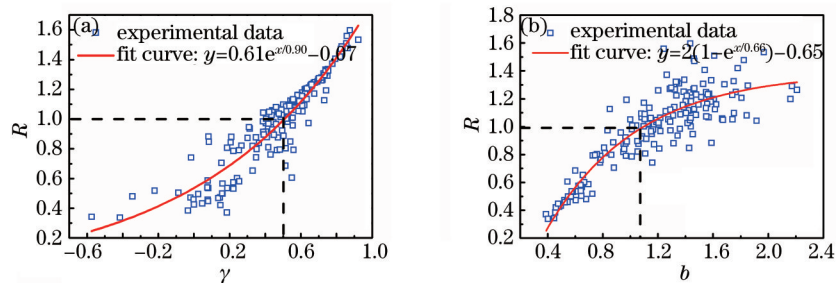 (a)
experimental data
fit curve: y=0.61e^{x/0.90}−0.07
1.6
1.4
1.2
1.0
0.8
0.6
0.4
0.2
R
−0.6 −0.2 0.2 0.6 1.0
γ
(b)
experimental data
fit curve: y=2(1−e^{x/0.66})−0.65
1.8
1.6
1.4
1.2
1.0
0.8
0.6
0.4
0.2
R
0.4 0.8 1.2 1.6 2.0 2.4
b